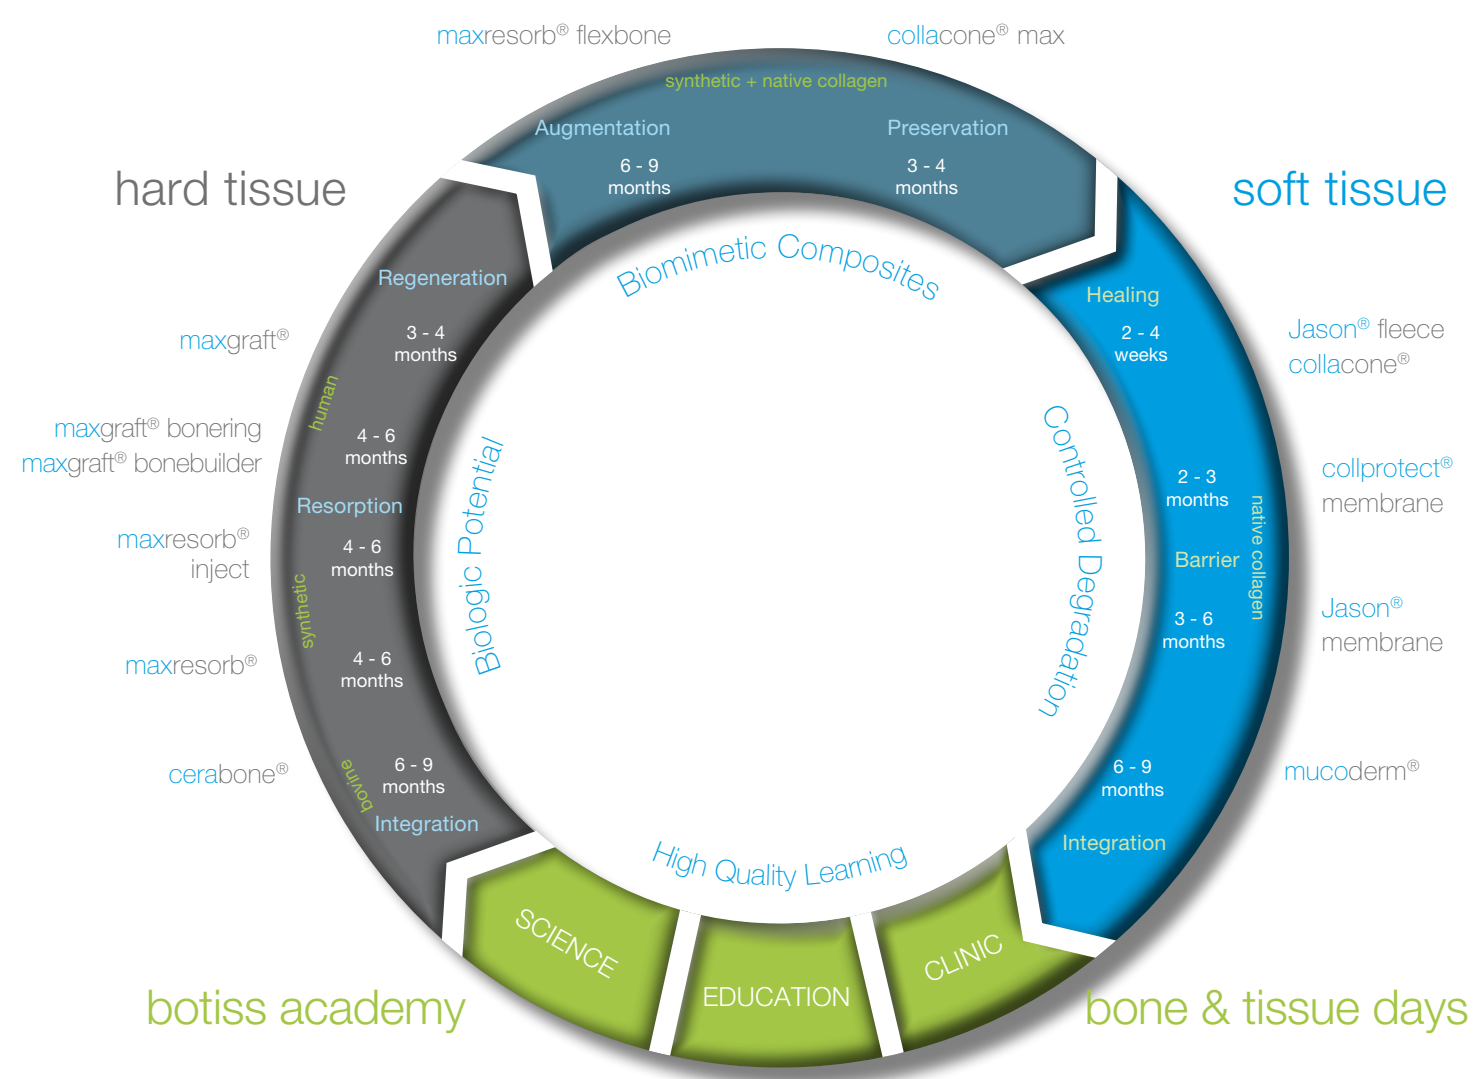 maxresorb® flexbone
collacone® max
synthetic + native collagen
Augmentation
6 - 9
months
Preservation
3 - 4
months
hard tissue
soft tissue
Biomimetic Composites
Regeneration
3 - 4
months
maxgraft®
human
maxgraft® bonering
maxgraft® bonebuilder
4 - 6
months
Resorption
maxresorb®
inject
4 - 6
months
synthetic
maxresorb®
4 - 6
months
cerabone®
bovine
6 - 9
months
Integration
Biologic Potential
Healing
2 - 4
weeks
Jason® fleece
collacone®
Controlled Degradation
2 - 3
months
collprotect®
membrane
native collagen
Barrier
3 - 6
months
Jason®
membrane
6 - 9
months
mucoderm®
Integration
High Quality Learning
SCIENCE
EDUCATION
CLINIC
botiss academy
bone & tissue days